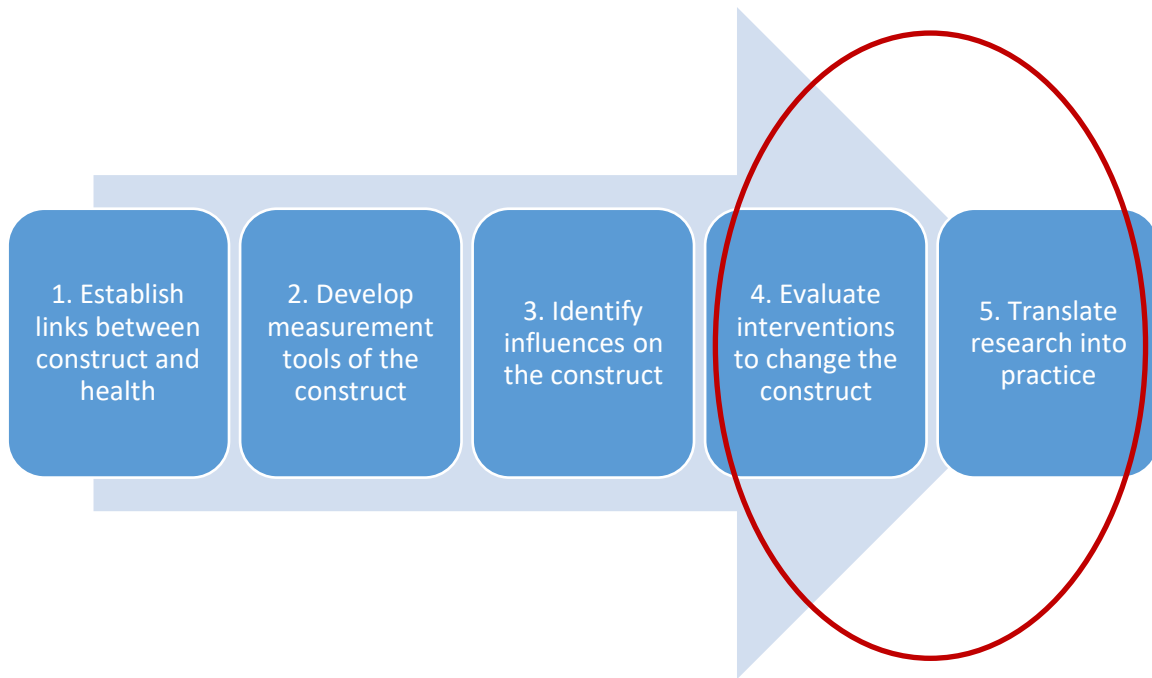 1. Establish
links between
construct and
health
2. Develop
measurement
tools of the
construct
3. Identify
influences on
the construct
4. Evaluate
interventions
to change the
construct
5. Translate
research into
practice